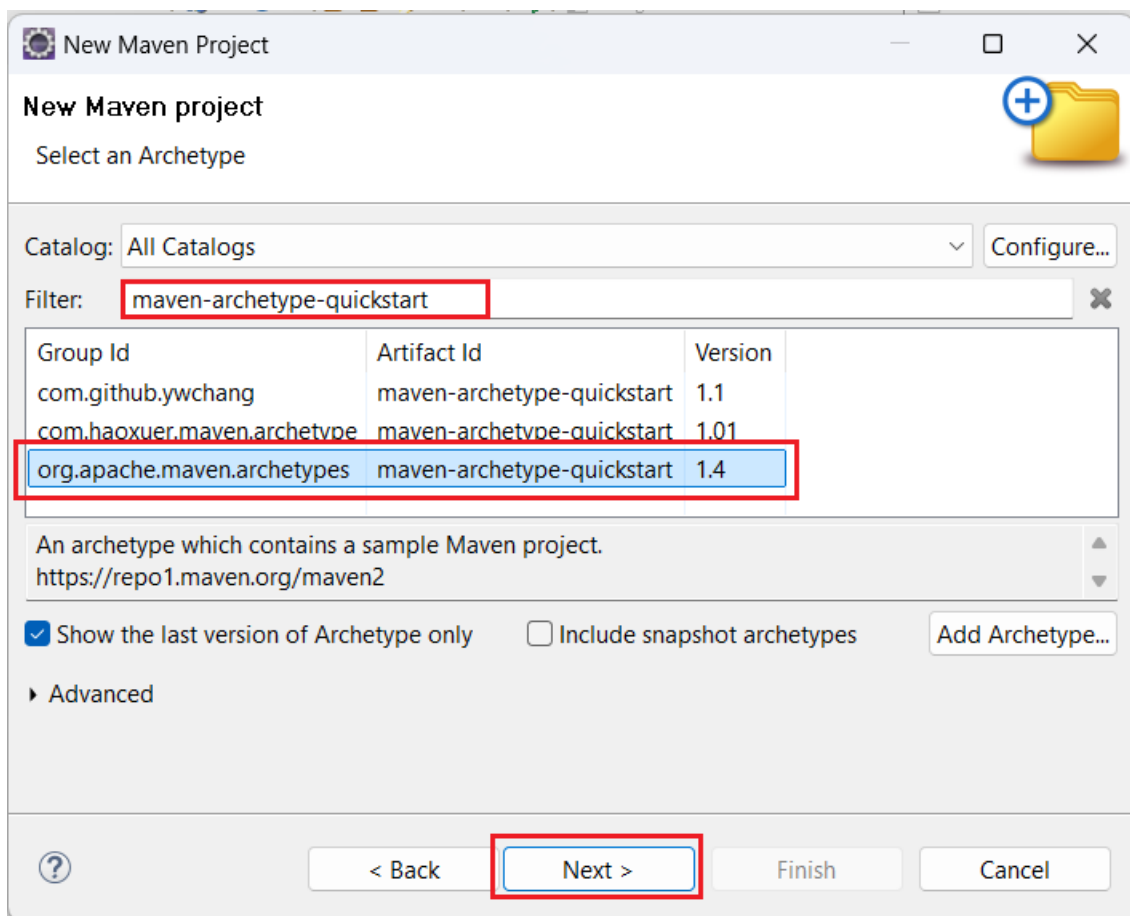 New Maven Project
New Maven project
Select an Archetype
Catalog: All Catalogs Configure...
Filter: maven-archetype-quickstart
Group Id Artifact Id Version
com.github.ywchang maven-archetype-quickstart 1.1
com.haoxuer.maven.archetype maven-archetype-quickstart 1.01
org.apache.maven.archetypes maven-archetype-quickstart 1.4
An archetype which contains a sample Maven project.
https://repo1.maven.org/maven2
Show the last version of Archetype only Include snapshot archetypes Add Archetype...
Advanced
? < Back Next > Finish Cancel